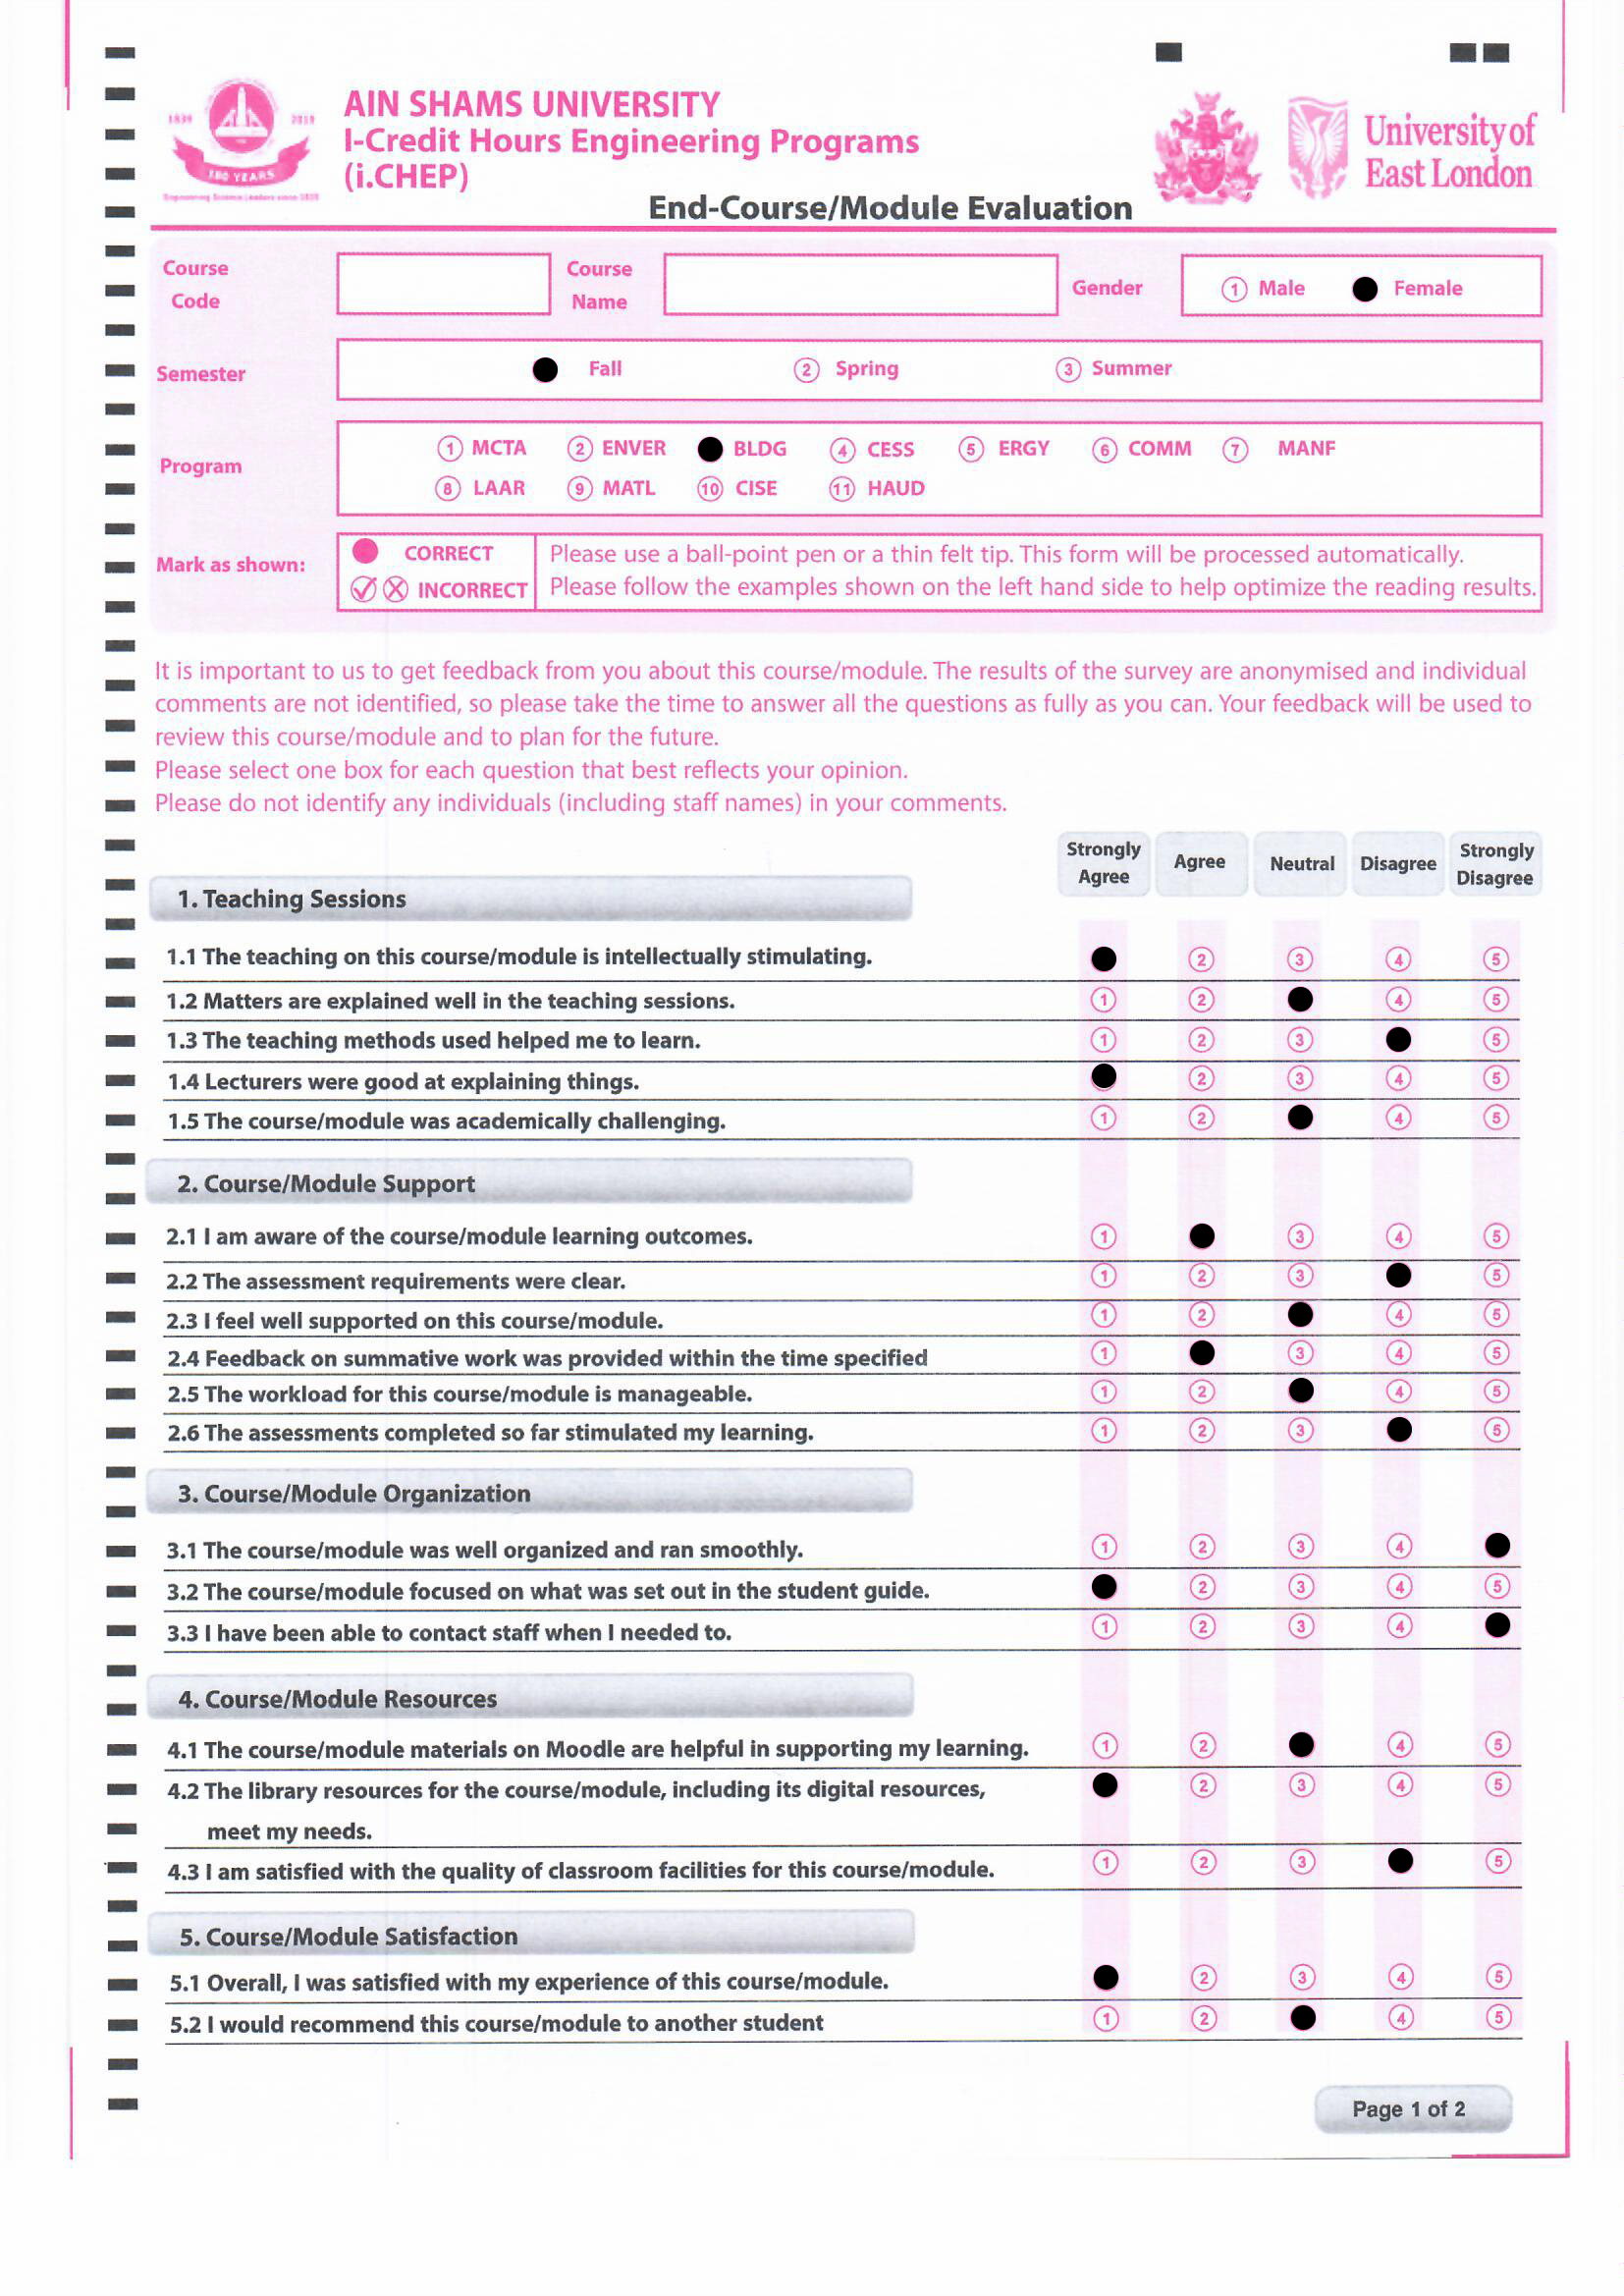 1839 2019
180 YEARS
AIN SHAMS UNIVERSITY
I-Credit Hours Engineering Programs
(i.CHEP)
University of
East London
End-Course/Module Evaluation
Course Code
Course Name
Gender ① Male Female
Semester Fall ② Spring ③ Summer
Program ① MCTA ② ENVER BLDG ④ CESS ⑤ ERGY ⑥ COMM ⑦ MANF
⑧ LAAR ⑨ MATL ⑩ CISE ⑪ HAUD
Mark as shown: CORRECT Please use a ball-point pen or a thin felt tip. This form will be processed automatically.
INCORRECT Please follow the examples shown on the left hand side to help optimize the reading results.
It is important to us to get feedback from you about this course/module. The results of the survey are anonymised and individual
comments are not identified, so please take the time to answer all the questions as fully as you can. Your feedback will be used to
review this course/module and to plan for the future.
Please select one box for each question that best reflects your opinion.
Please do not identify any individuals (including staff names) in your comments.
Strongly Agree Agree Neutral Disagree Strongly Disagree
1. Teaching Sessions
1.1 The teaching on this course/module is intellectually stimulating. ② ③ ④ ⑤
1.2 Matters are explained well in the teaching sessions. ① ② ④ ⑤
1.3 The teaching methods used helped me to learn. ① ② ③ ⑤
1.4 Lecturers were good at explaining things. ② ③ ④ ⑤
1.5 The course/module was academically challenging. ① ② ④ ⑤
2. Course/Module Support
2.1 I am aware of the course/module learning outcomes. ① ③ ④ ⑤
2.2 The assessment requirements were clear. ① ② ③ ⑤
2.3 I feel well supported on this course/module. ① ② ④ ⑤
2.4 Feedback on summative work was provided within the time specified ① ③ ④ ⑤
2.5 The workload for this course/module is manageable. ① ② ④ ⑤
2.6 The assessments completed so far stimulated my learning. ① ② ③ ⑤
3. Course/Module Organization
3.1 The course/module was well organized and ran smoothly. ① ② ③ ④
3.2 The course/module focused on what was set out in the student guide. ② ③ ④ ⑤
3.3 I have been able to contact staff when I needed to. ① ② ③ ④
4. Course/Module Resources
4.1 The course/module materials on Moodle are helpful in supporting my learning. ① ② ④ ⑤
4.2 The library resources for the course/module, including its digital resources, ② ③ ④ ⑤
meet my needs.
4.3 I am satisfied with the quality of classroom facilities for this course/module. ① ② ③ ⑤
5. Course/Module Satisfaction
5.1 Overall, I was satisfied with my experience of this course/module. ② ③ ④ ⑤
5.2 I would recommend this course/module to another student ① ② ④ ⑤
Page 1 of 2